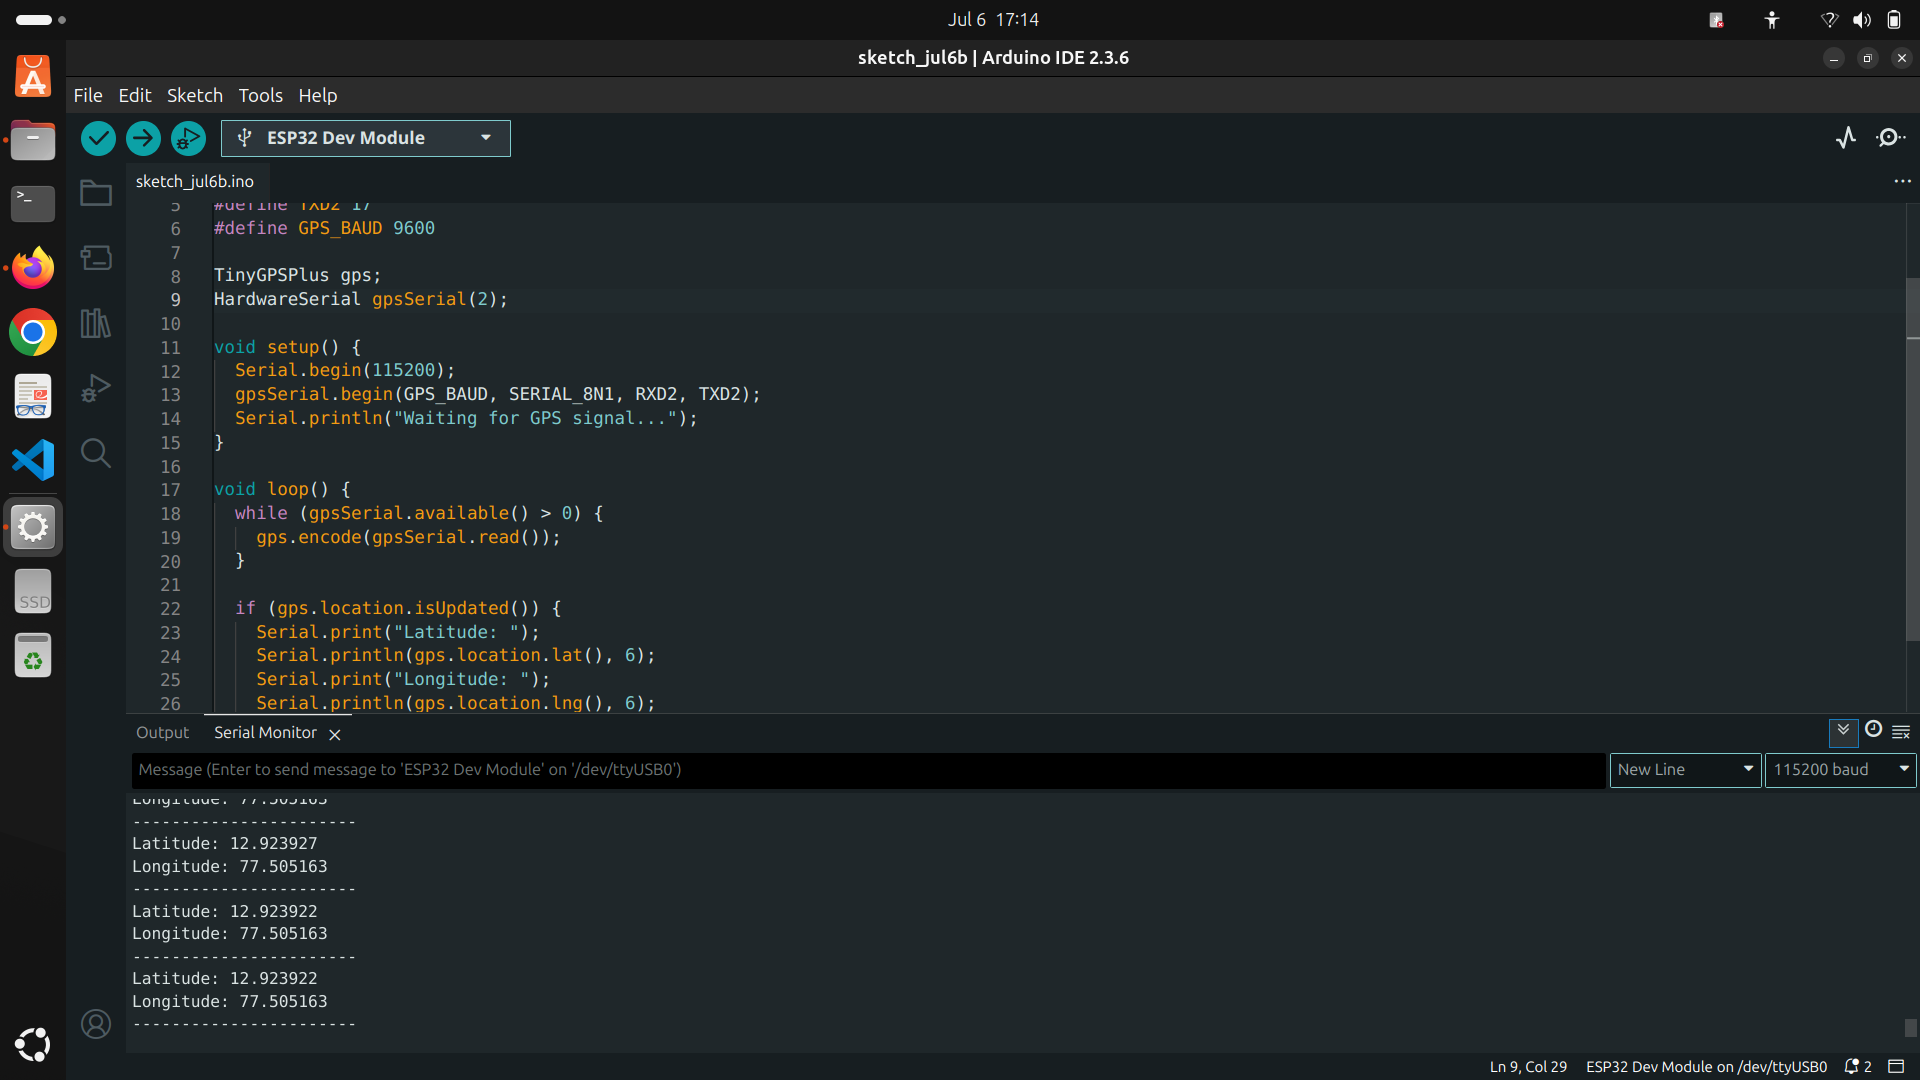 Jul 6 17:14
sketch_jul6b | Arduino IDE 2.3.6
File Edit Sketch Tools Help
ESP32 Dev Module
sketch_jul6b.ino
5 #define TXD2 17
6 #define GPS_BAUD 9600
7
8 TinyGPSPlus gps;
9 HardwareSerial gpsSerial(2);
10
11 void setup() {
12 Serial.begin(115200);
13 gpsSerial.begin(GPS_BAUD, SERIAL_8N1, RXD2, TXD2);
14 Serial.println("Waiting for GPS signal...");
15 }
16
17 void loop() {
18 while (gpsSerial.available() > 0) {
19 gps.encode(gpsSerial.read());
20 }
21
22 if (gps.location.isUpdated()) {
23 Serial.print("Latitude: ");
24 Serial.println(gps.location.lat(), 6);
25 Serial.print("Longitude: ");
26 Serial.println(gps.location.lng(), 6);
Output Serial Monitor
Message (Enter to send message to 'ESP32 Dev Module' on '/dev/ttyUSB0')
New Line 115200 baud
Longitude: 77.505163
-----------------------
Latitude: 12.923927
Longitude: 77.505163
-----------------------
Latitude: 12.923922
Longitude: 77.505163
-----------------------
Latitude: 12.923922
Longitude: 77.505163
-----------------------
SSD
Ln 9, Col 29 ESP32 Dev Module on /dev/ttyUSB0 2